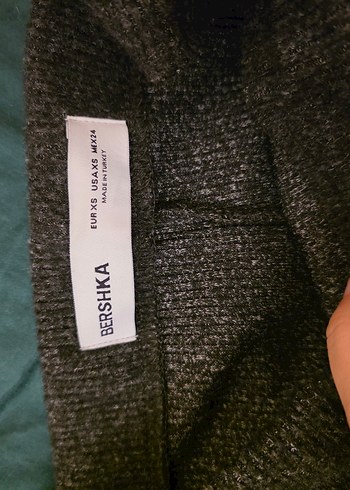 BERSHKA
EUR XS USA XS MEX 24
MADE IN TURKEY